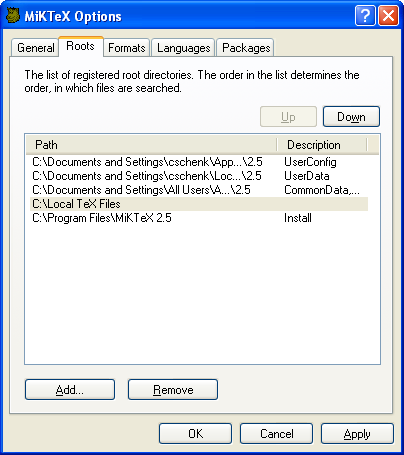 MiKTeX Options
General Roots Formats Languages Packages
The list of registered root directories. The order in the list determines the
order, in which files are searched.
Up Down
Path Description
C:\Documents and Settings\cschenk\App...\2.5 UserConfig
C:\Documents and Settings\cschenk\Loc...\2.5 UserData
C:\Documents and Settings\All Users\A...\2.5 CommonData,...
C:\Local TeX Files
C:\Program Files\MiKTeX 2.5 Install
Add... Remove
OK Cancel Apply